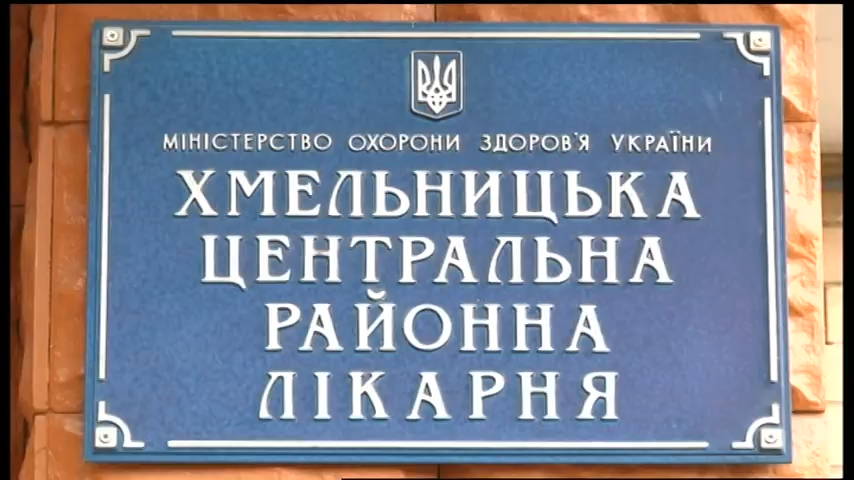 МІНІСТЕРСТВО ОХОРОНИ ЗДОРОВ'Я УКРАЇНИ
ХМЕЛЬНИЦЬКА
ЦЕНТРАЛЬНА
РАЙОННА
ЛІКАРНЯ